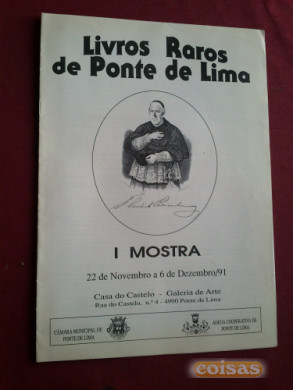 Livros Raros
de Ponte de Lima
I MOSTRA
22 de Novembro a 6 de Dezembro/91
Casa do Castelo - Galeria de Arte
Rua do Castelo, n.º 4 - 4990 Ponte de Lima
CÂMARA MUNICIPAL DE
PONTE DE LIMA
ADEGA COOPERATIVA DE
PONTE DE LIMA
coisas